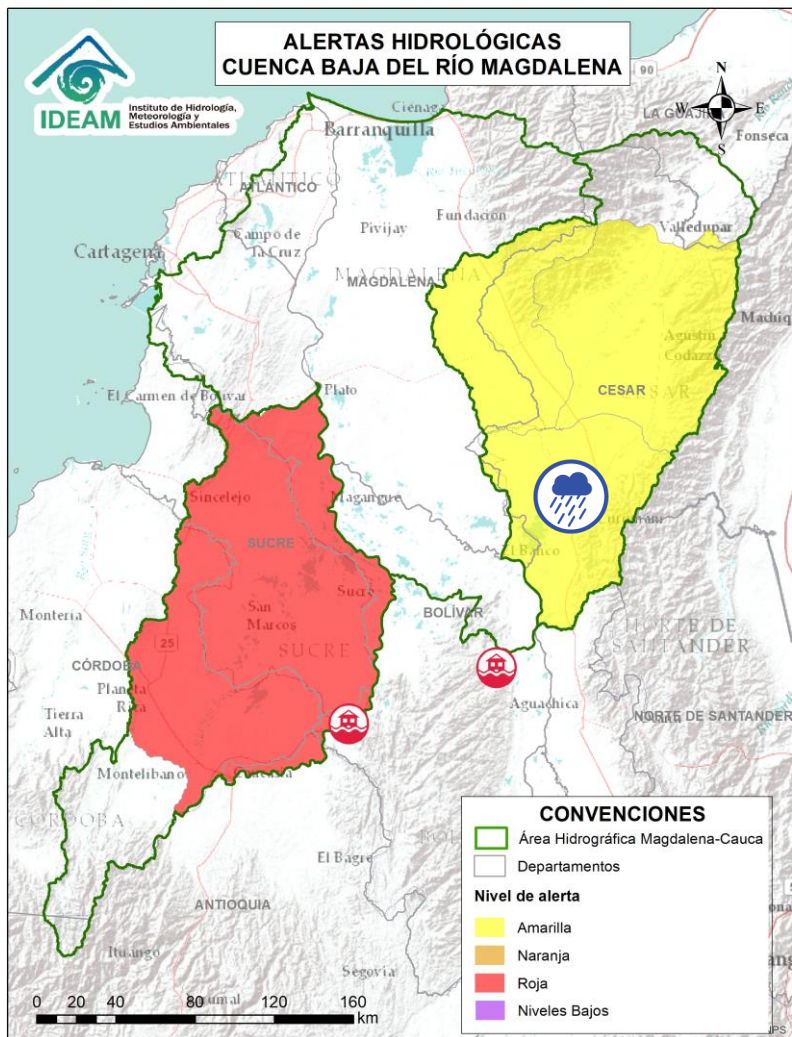 ALERTAS HIDROLÓGICAS
CUENCA BAJA DEL RÍO MAGDALENA
IDEAM
Instituto de Hidrología,
Meteorología y
Estudios Ambientales
N
W
E
S
90
Ciénaga
LA GUAJI
Barranquilla
Fonseca
ATLÁNTICO
Fundación
Pivijay
Valledupar
Campo de
la Cruz
Cartagena
MAGDALENA
MAGDALENA
Machiq
Agustín
Codazzi
CESAR
El Carmen de Bolívar
Plato
Sincelejo
Magangué
SUCRE
El Banco
Sucre
San
Marcos
BOLÍVAR
Montería
SUCRE
NORTE DE
SANTANDER
CÓRDOBA
25
Planeta
Rica
Aguachica
Tierra
Alta
NORTE DE SANTANDER
Montelíbano
CÓRDOBA
El Bagre
ANTIOQUIA
Ituango
Segovia
CONVENCIONES
Área Hidrográfica Magdalena-Cauca
Departamentos
Nivel de alerta
Amarilla
Naranja
Roja
Niveles Bajos
0 20 40 80 120 160
km